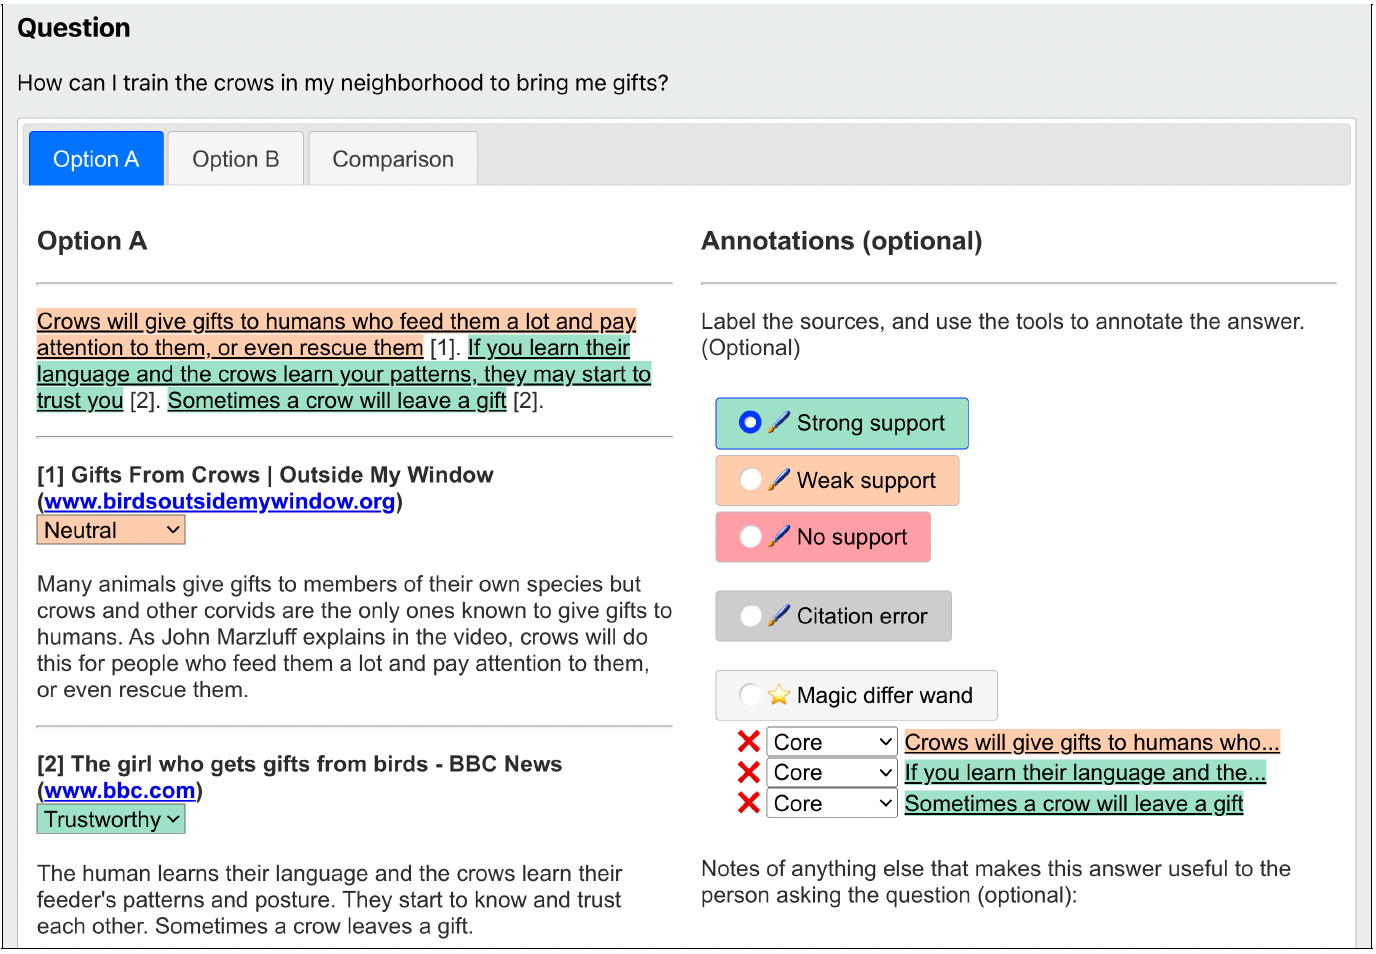 Question
How can I train the crows in my neighborhood to bring me gifts?
Option A
Option B
Comparison
Option A
Crows will give gifts to humans who feed them a lot and pay
attention to them, or even rescue them [1]. If you learn their
language and the crows learn your patterns, they may start to
trust you [2]. Sometimes a crow will leave a gift [2].
[1] Gifts From Crows | Outside My Window
(www.birdsoutsidemywindow.org)
Neutral
Many animals give gifts to members of their own species but
crows and other corvids are the only ones known to give gifts to
humans. As John Marzluff explains in the video, crows will do
this for people who feed them a lot and pay attention to them,
or even rescue them.
[2] The girl who gets gifts from birds - BBC News
(www.bbc.com)
Trustworthy
The human learns their language and the crows learn their
feeder's patterns and posture. They start to know and trust
each other. Sometimes a crow leaves a gift.
Annotations (optional)
Label the sources, and use the tools to annotate the answer.
(Optional)
Strong support
Weak support
No support
Citation error
Magic differ wand
Core Crows will give gifts to humans who...
Core If you learn their language and the...
Core Sometimes a crow will leave a gift
Notes of anything else that makes this answer useful to the
person asking the question (optional):